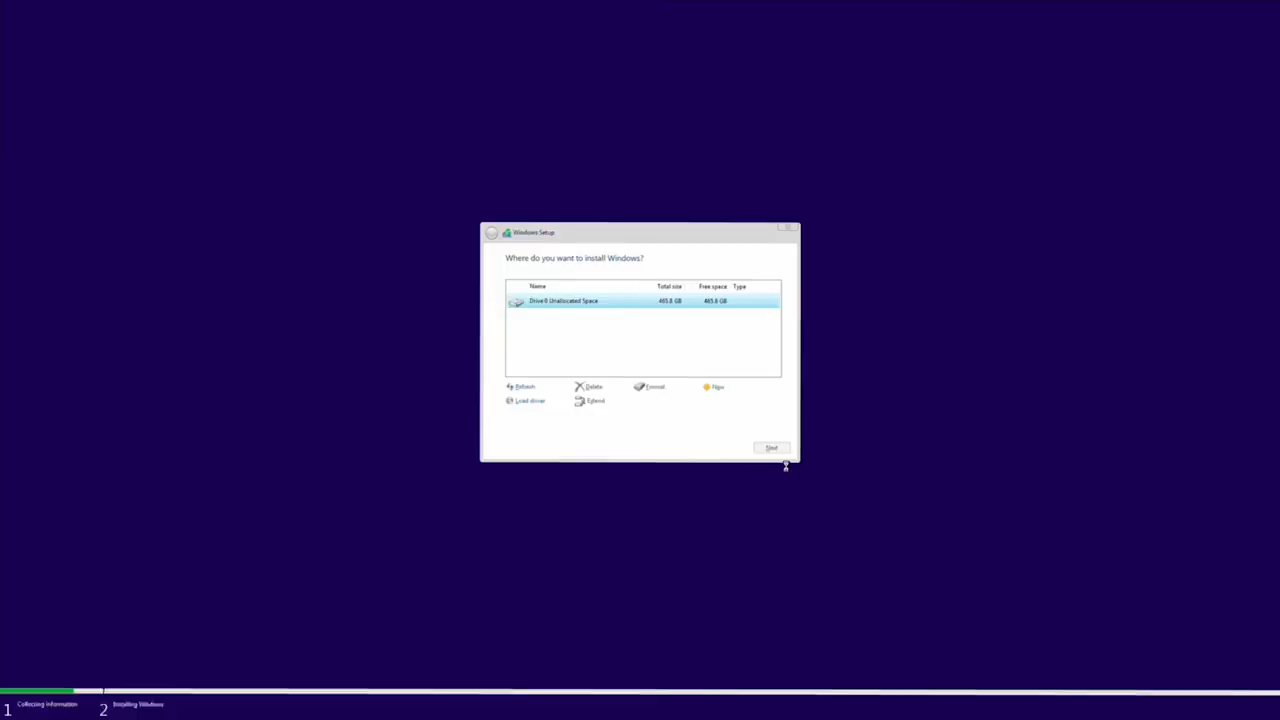 Windows Setup
Where do you want to install Windows?
Name Total size Free space Type
Drive 0 Unallocated Space 465.8 GB 465.8 GB
Refresh Delete Format New
Load driver Extend
Next
1 Collecting information 2 Installing Windows